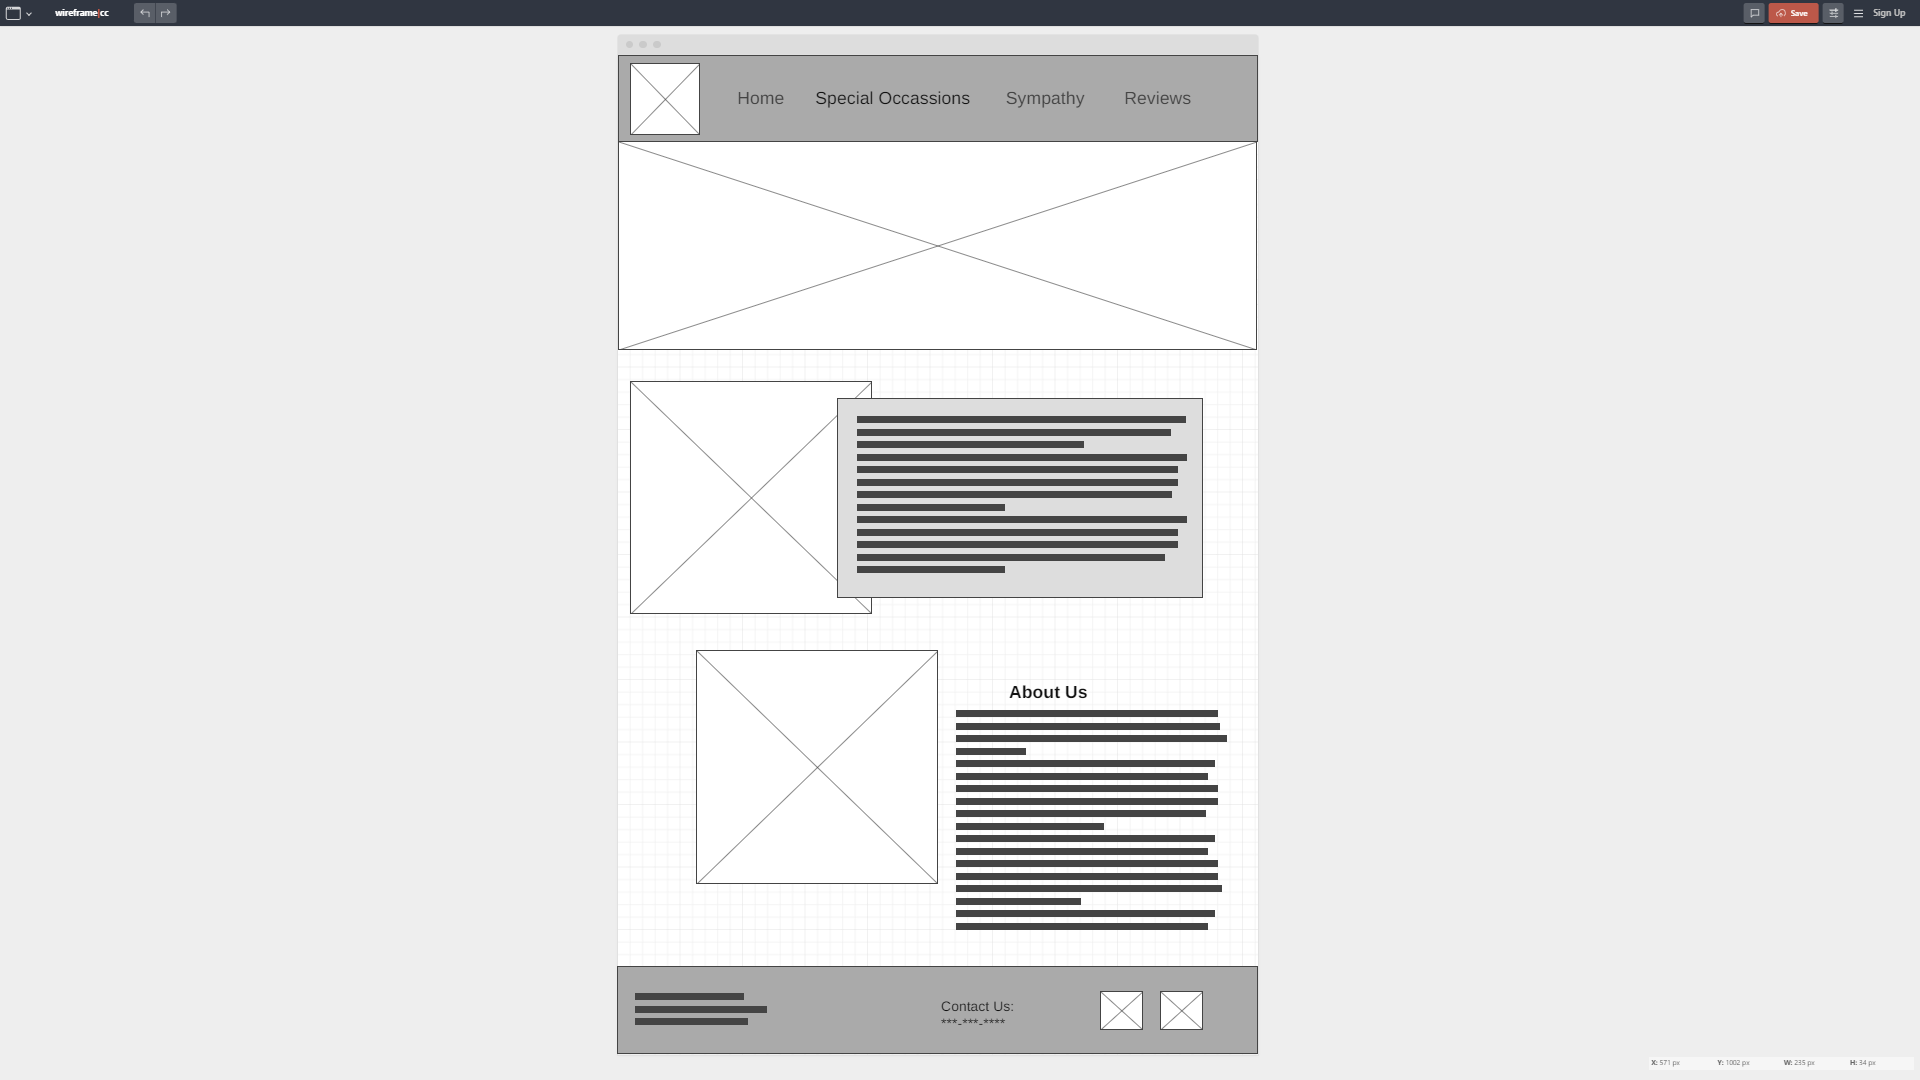 wireframe|cc
Save
Sign Up
Home Special Occassions Sympathy Reviews
About Us
Contact Us:
***-***-****
X: 571 px Y: 1002 px W: 235 px H: 34 px